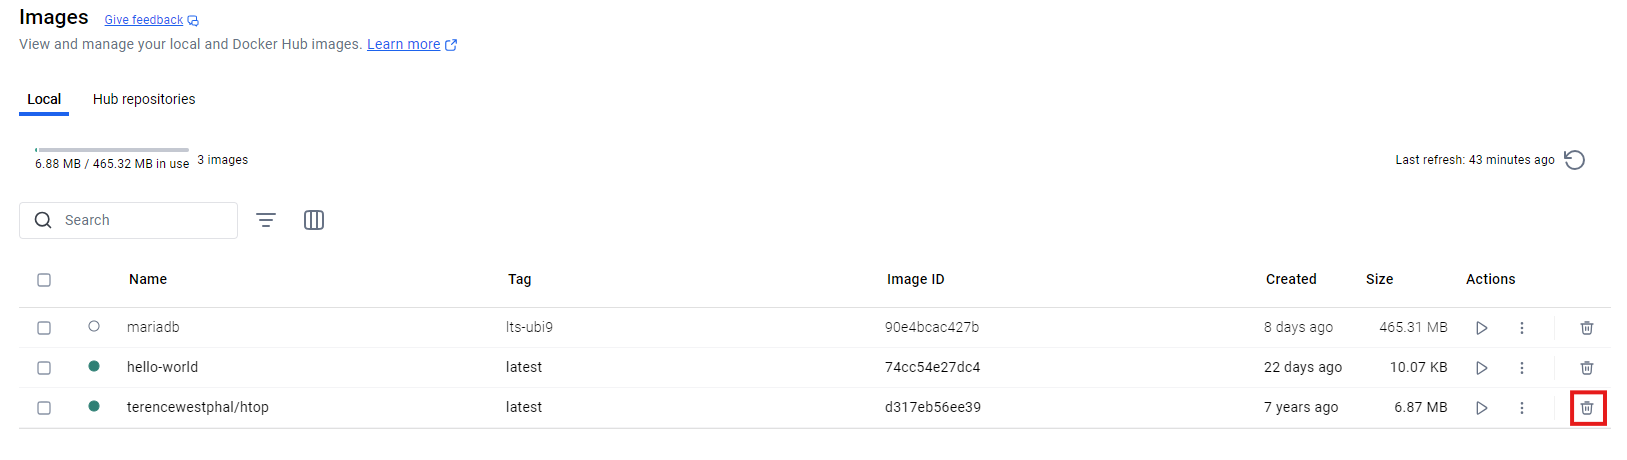 Images Give feedback
View and manage your local and Docker Hub images. Learn more
Local Hub repositories
6.88 MB / 465.32 MB in use 3 images Last refresh: 43 minutes ago
Search
Name Tag Image ID Created Size Actions
mariadb lts-ubi9 90e4bcac427b 8 days ago 465.31 MB
hello-world latest 74cc54e27dc4 22 days ago 10.07 KB
terencewestphal/htop latest d317eb56ee39 7 years ago 6.87 MB